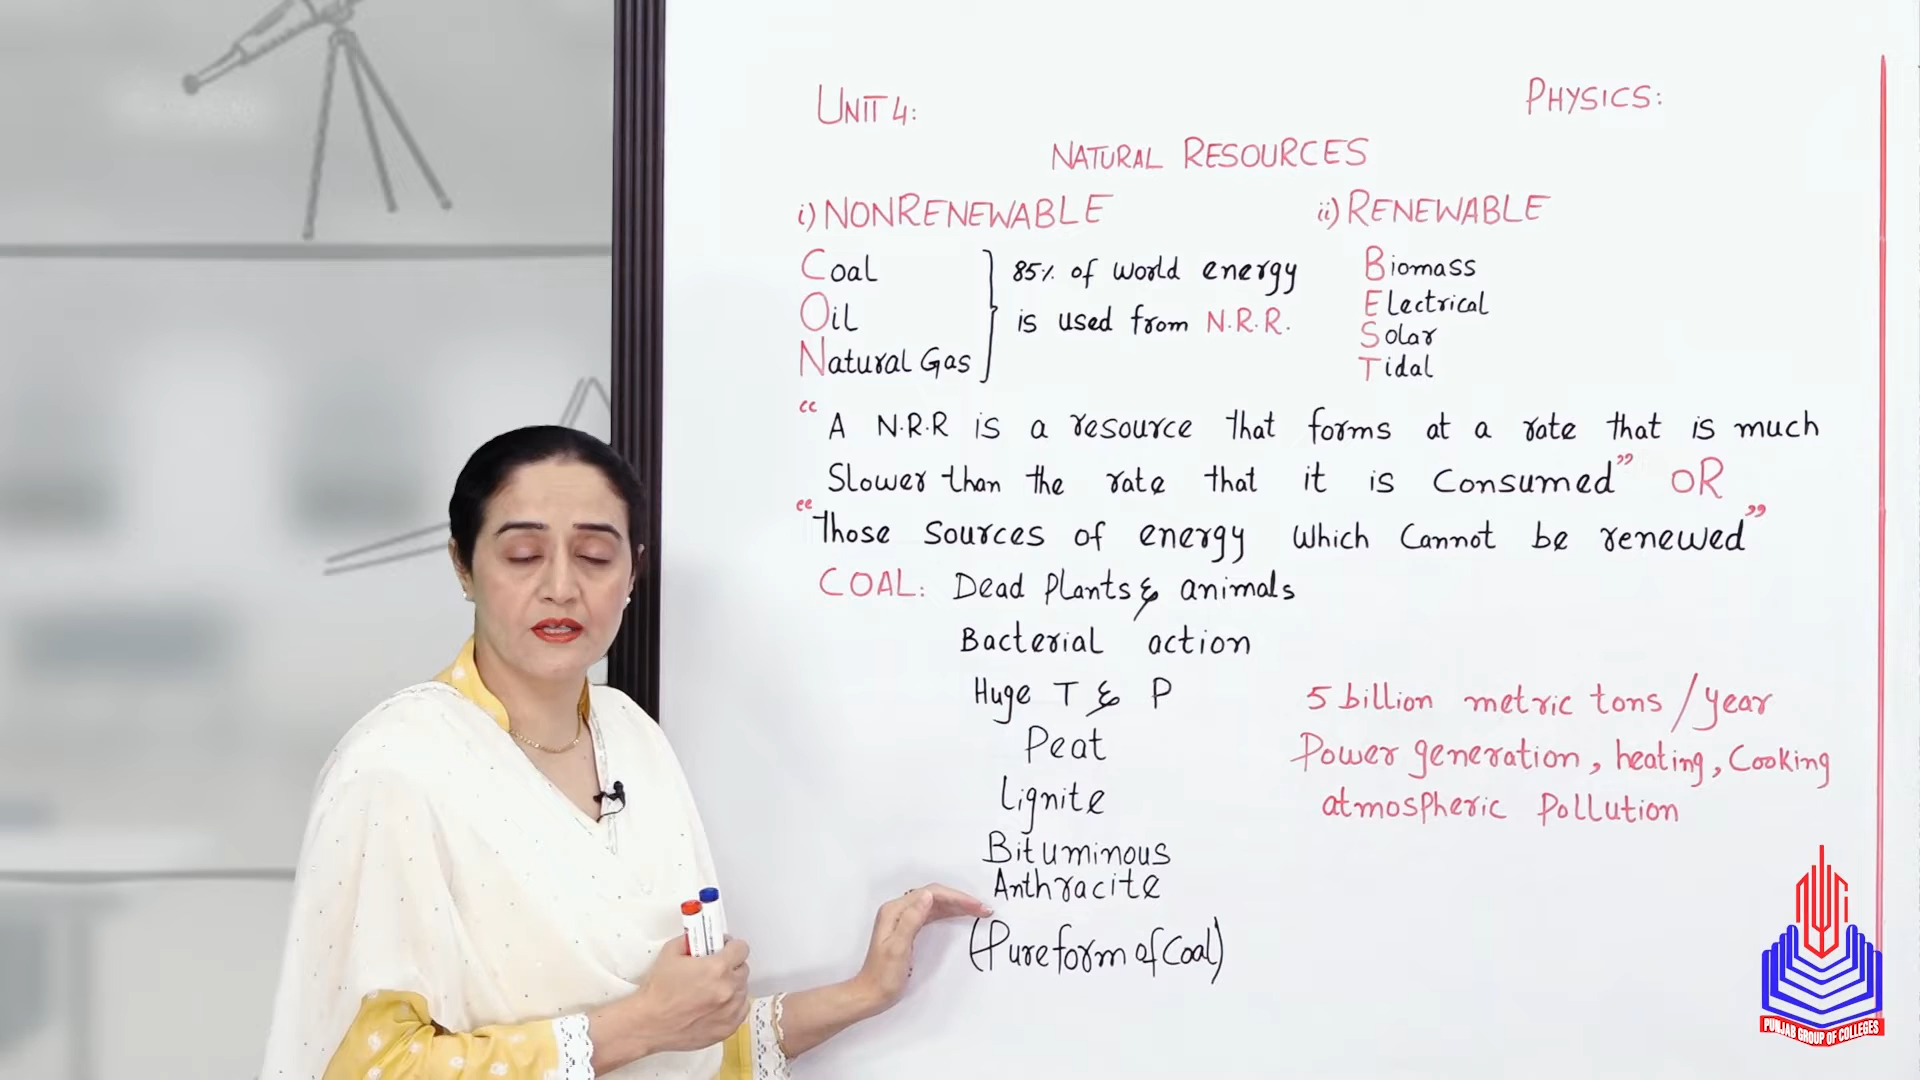 UNIT 4:
PHYSICS:
NATURAL RESOURCES
i) NONRENEWABLE
Coal
Oil
Natural Gas
85% of world energy
is used from N.R.R.
ii) RENEWABLE
Biomass
Electrical
Solar
Tidal
"A N.R.R is a resource that forms at a rate that is much
Slower than the rate that it is Consumed" OR
"Those Sources of energy which Cannot be renewed"
COAL: Dead Plants & animals
Bacterial action
Huge T & P
Peat
Lignite
Bituminous
Anthracite
(Pure form of Coal)
5 billion metric tons / year
Power generation, heating, Cooking
atmospheric Pollution
PUNJAB GROUP OF COLLEGES